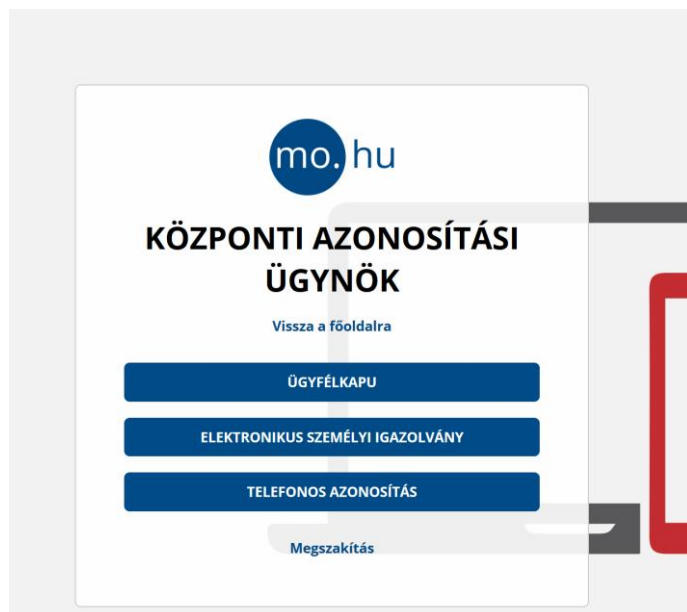 mo.hu
KÖZPONTI AZONOSÍTÁSI
ÜGYNÖK
Vissza a főoldalra
ÜGYFÉLKAPU
ELEKTRONIKUS SZEMÉLYI IGAZOLVÁNY
TELEFONOS AZONOSÍTÁS
Megszakítás